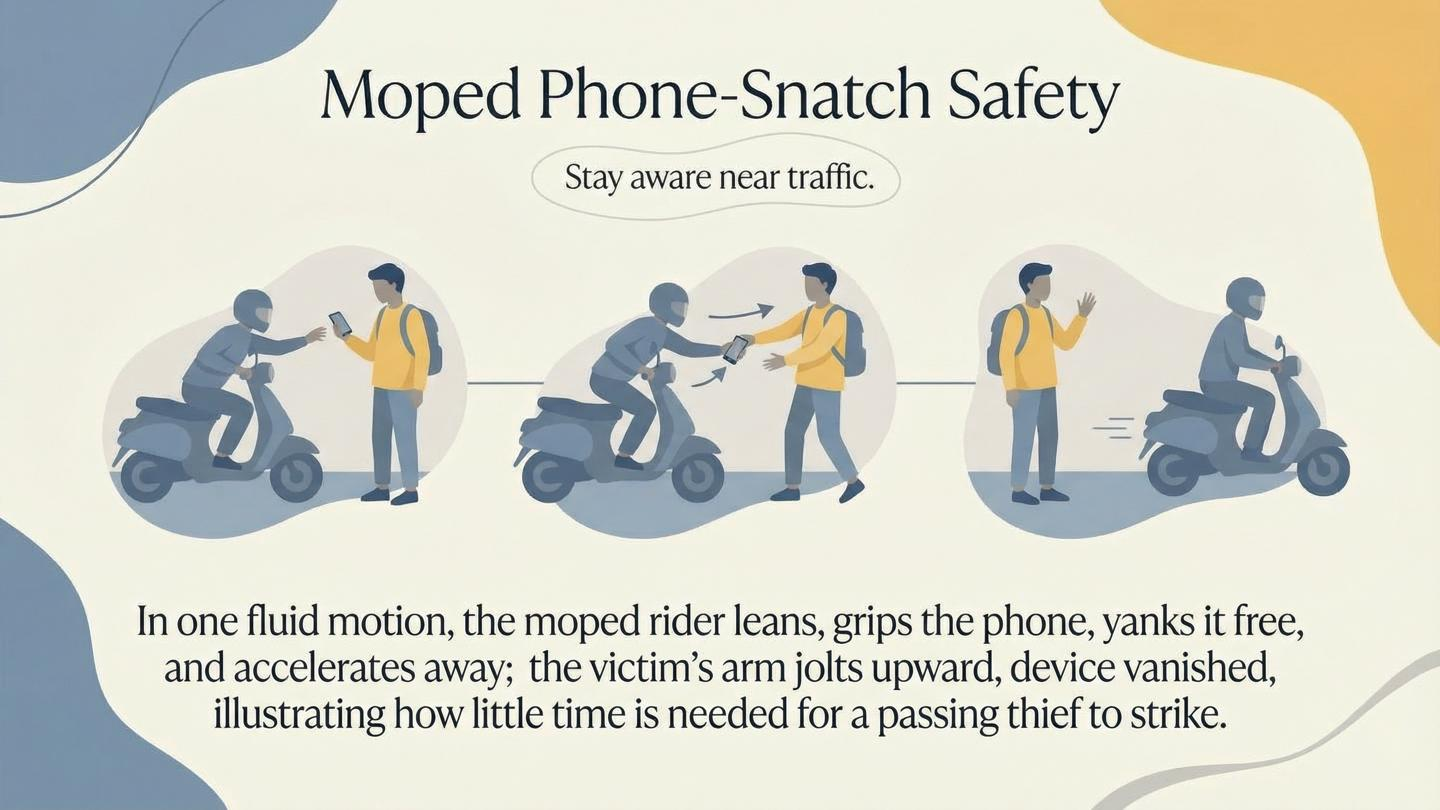 Moped Phone-Snatch Safety
Stay aware near traffic.
In one fluid motion, the moped rider leans, grips the phone, yanks it free,
and accelerates away;  the victim’s arm jolts upward, device vanished,
illustrating how little time is needed for a passing thief to strike.